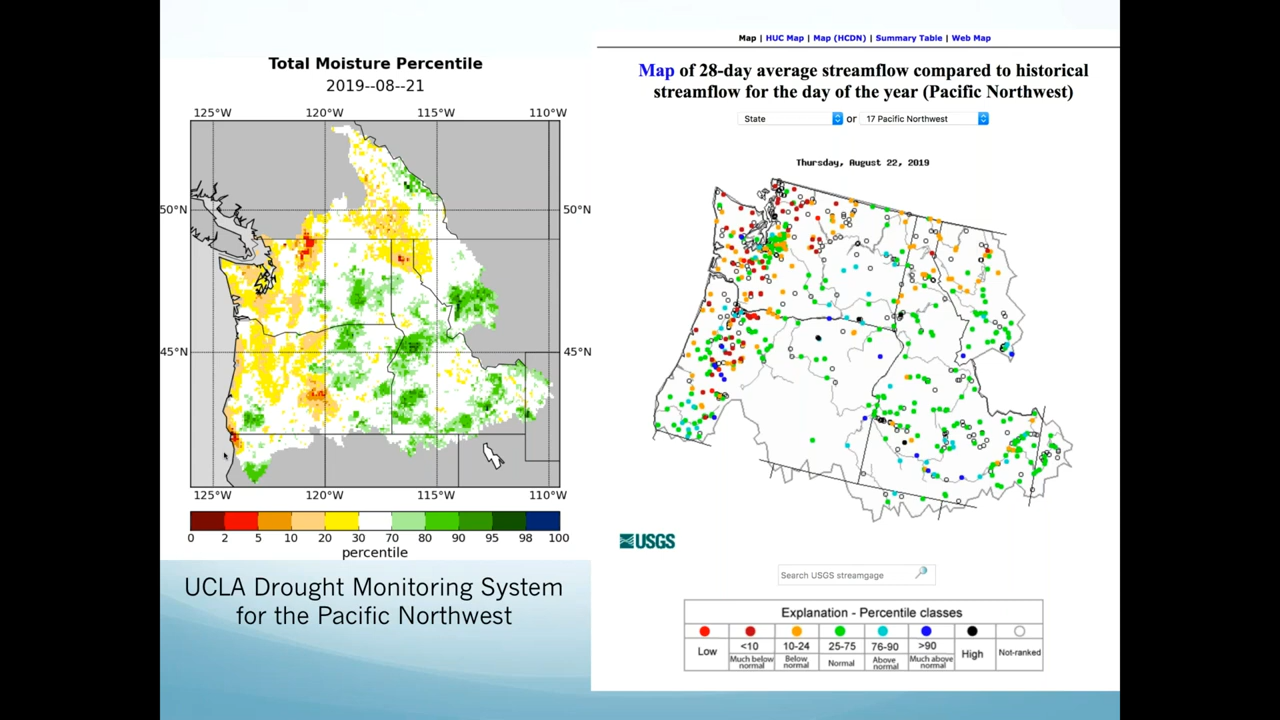 Total Moisture Percentile
2019--08--21
125°W 120°W 115°W 110°W
50°N 50°N
45°N 45°N
125°W 120°W 115°W 110°W
0 2 5 10 20 30 70 80 90 95 98 100
percentile
UCLA Drought Monitoring System
for the Pacific Northwest
Map | HUC Map | Map (HCDN) | Summary Table | Web Map
Map of 28-day average streamflow compared to historical
streamflow for the day of the year (Pacific Northwest)
State or 17 Pacific Northwest
Thursday, August 22, 2019
USGS
Search USGS streamgage
Explanation - Percentile classes
Low <10 10-24 25-75 76-90 >90 High Not-ranked
Much below normal Below normal Normal Above normal Much above normal